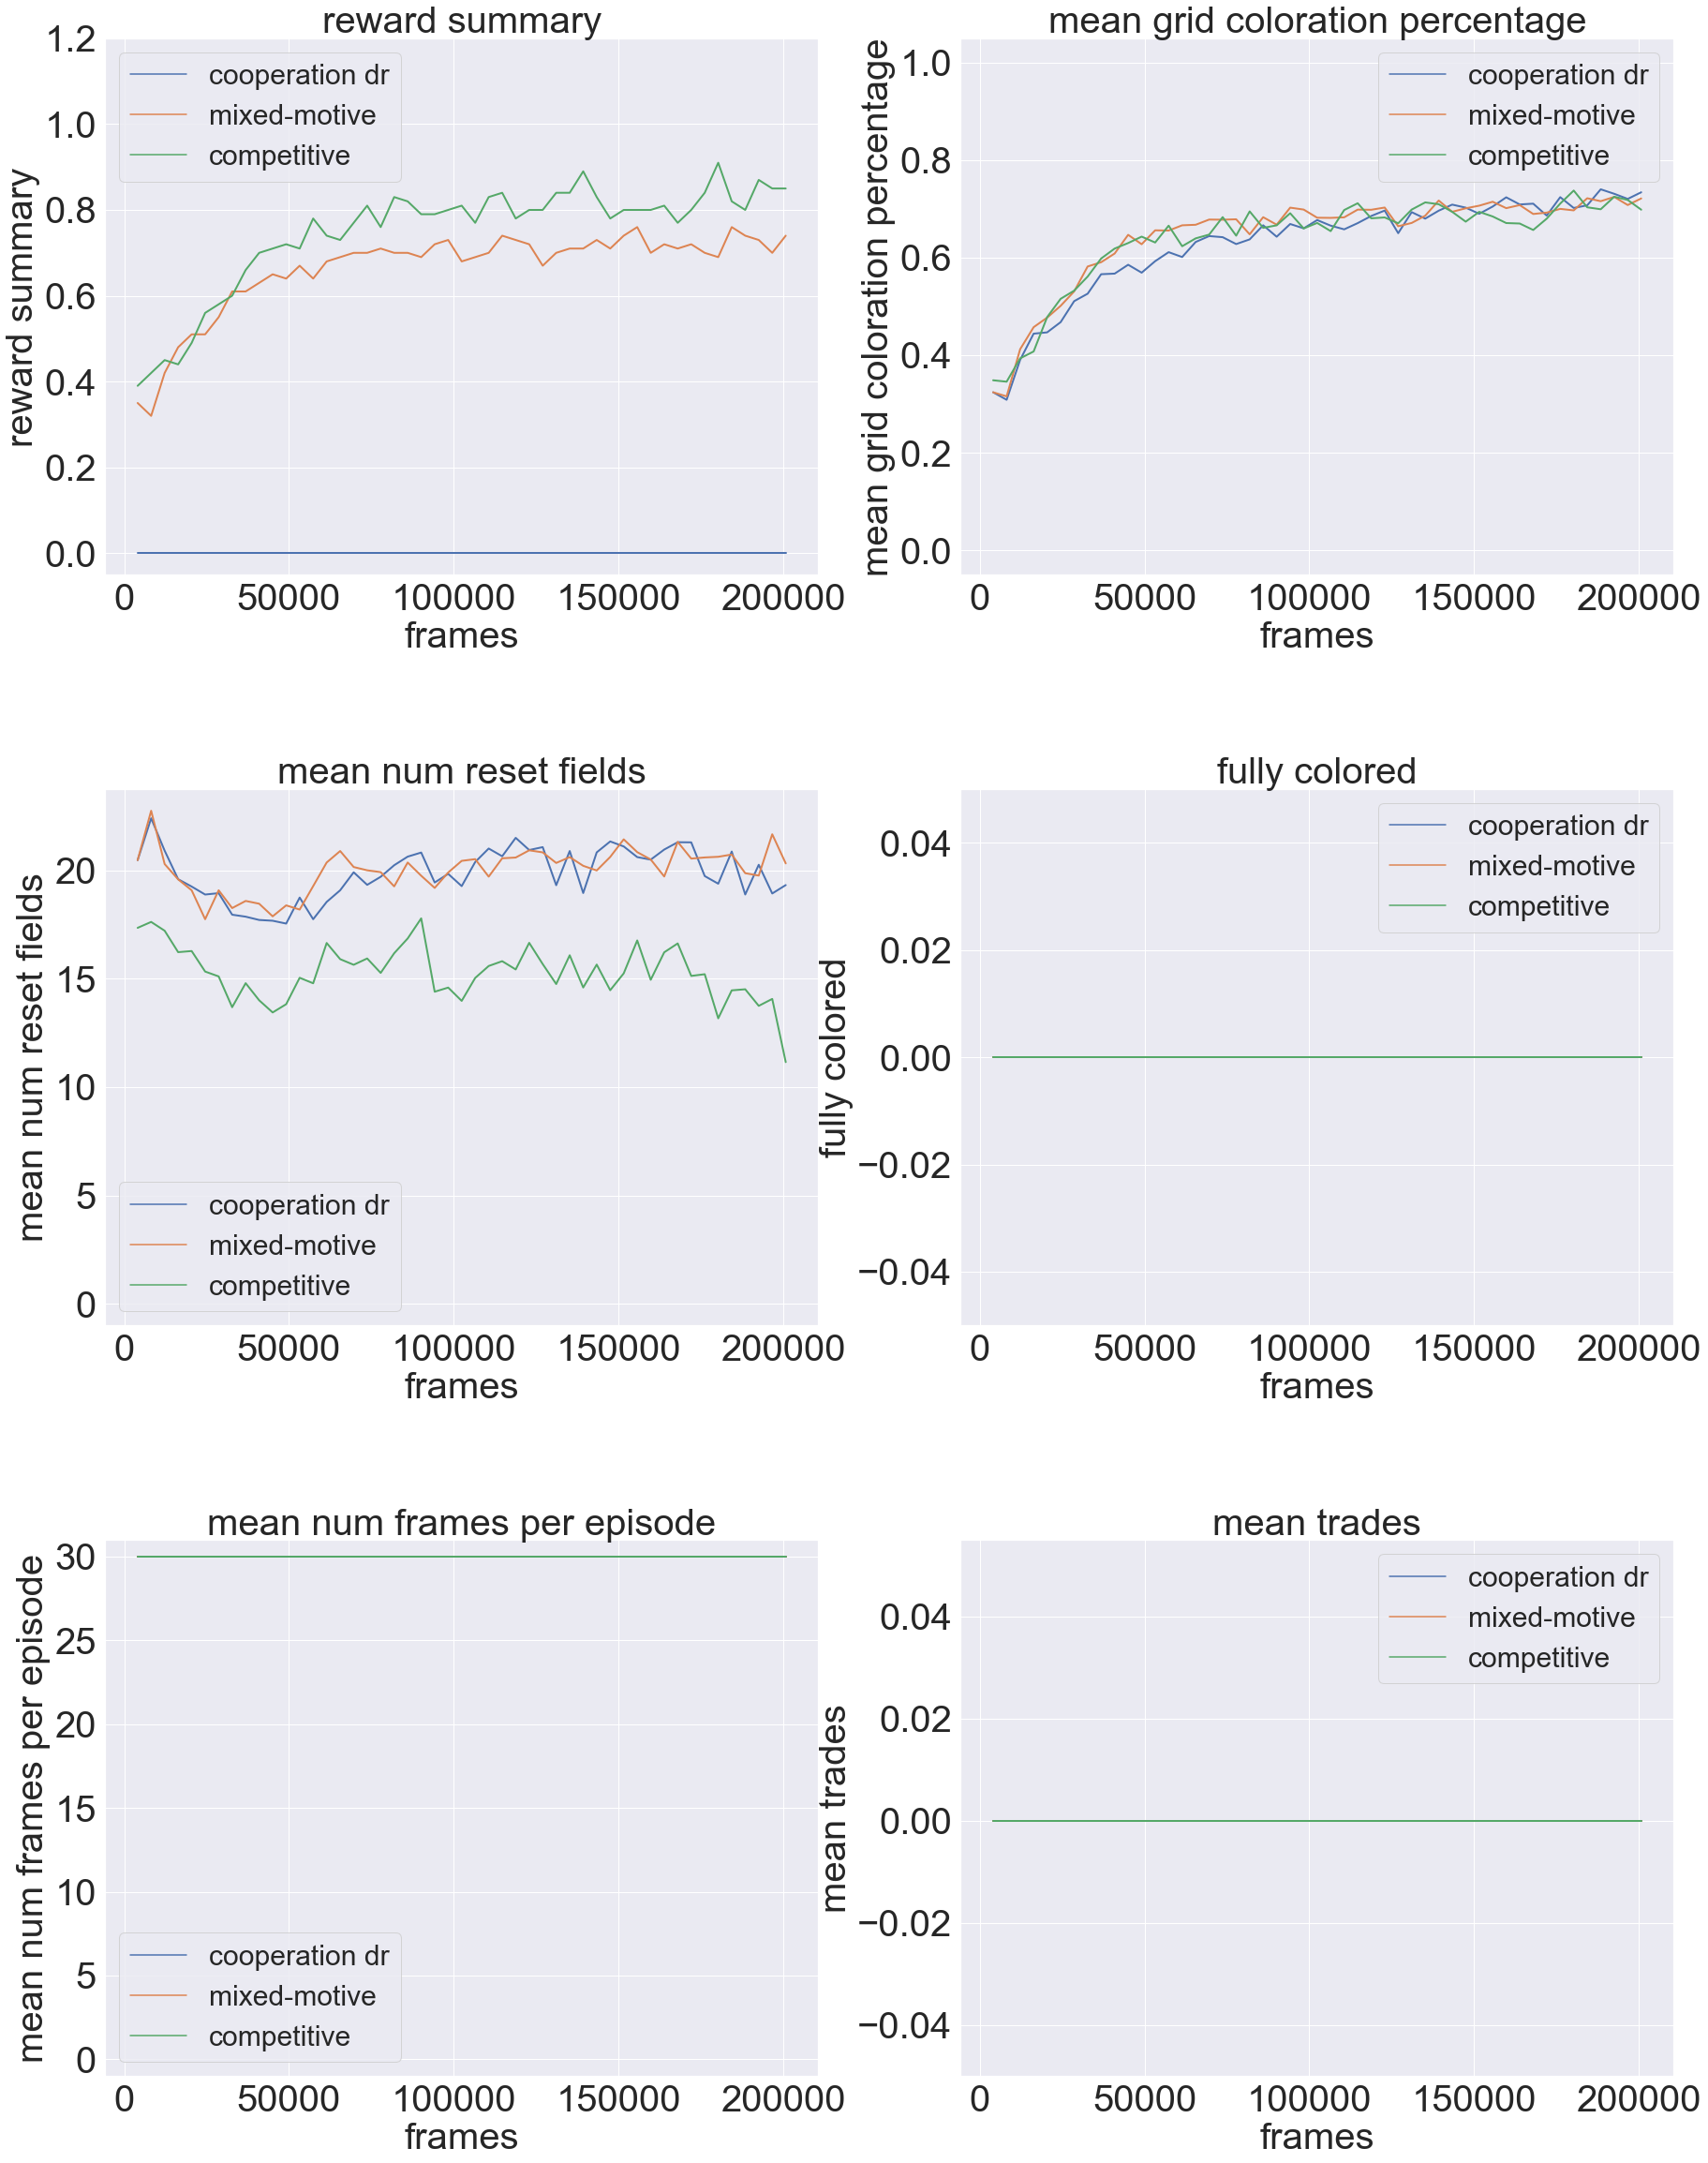 reward summary
1.2
1.0
0.8
0.6
0.4
0.2
0.0
reward summary
cooperation dr
mixed-motive
competitive
0 50000 100000 150000 200000
frames
mean grid coloration percentage
1.0
0.8
0.6
0.4
0.2
0.0
mean grid coloration percentage
cooperation dr
mixed-motive
competitive
0 50000 100000 150000 200000
frames
mean num reset fields
20
15
10
5
0
mean num reset fields
cooperation dr
mixed-motive
competitive
0 50000 100000 150000 200000
frames
fully colored
0.04
0.02
0.00
−0.02
−0.04
fully colored
cooperation dr
mixed-motive
competitive
0 50000 100000 150000 200000
frames
mean num frames per episode
30
25
20
15
10
5
0
mean num frames per episode
cooperation dr
mixed-motive
competitive
0 50000 100000 150000 200000
frames
mean trades
0.04
0.02
0.00
−0.02
−0.04
mean trades
cooperation dr
mixed-motive
competitive
0 50000 100000 150000 200000
frames